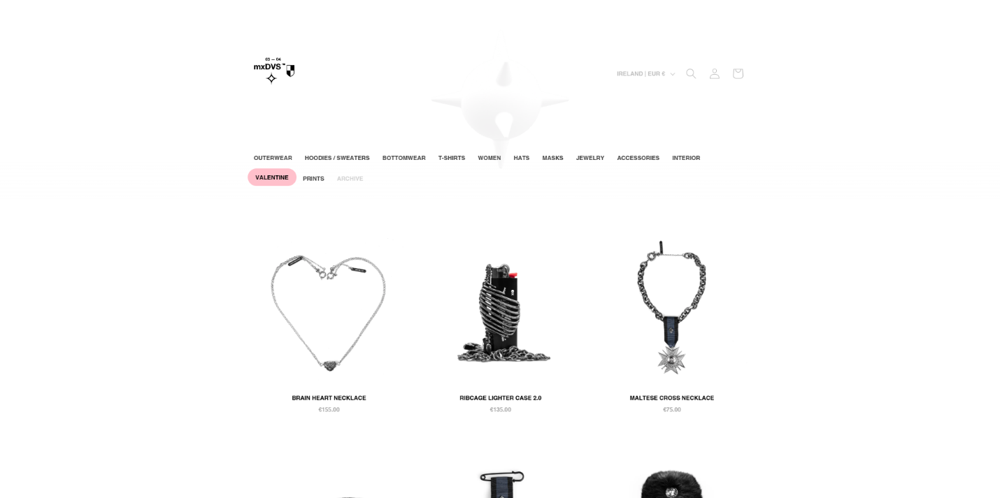 03 — 04
mxDVS™
IRELAND | EUR €
OUTERWEAR HOODIES / SWEATERS BOTTOMWEAR T-SHIRTS WOMEN HATS MASKS JEWELRY ACCESSORIES INTERIOR
VALENTINE PRINTS ARCHIVE
BRAIN HEART NECKLACE
€155.00
RIBCAGE LIGHTER CASE 2.0
€135.00
MALTESE CROSS NECKLACE
€75.00